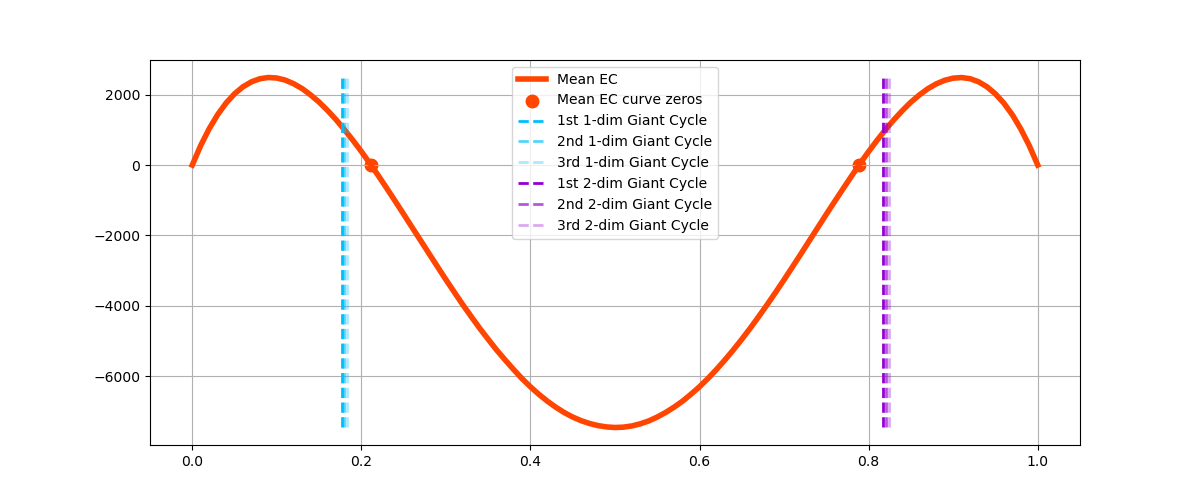 Mean EC
Mean EC curve zeros
1st 1-dim Giant Cycle
2nd 1-dim Giant Cycle
3rd 1-dim Giant Cycle
1st 2-dim Giant Cycle
2nd 2-dim Giant Cycle
3rd 2-dim Giant Cycle
2000
0
−2000
−4000
−6000
0.0 0.2 0.4 0.6 0.8 1.0